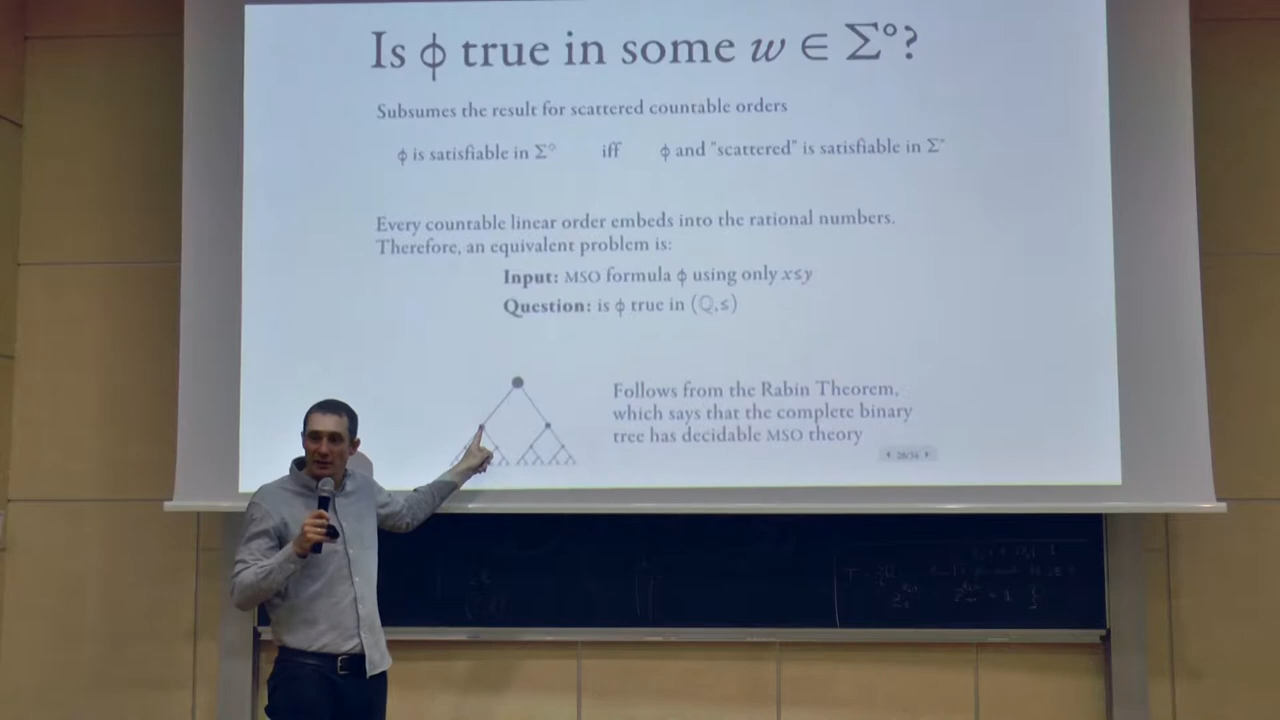 Is ϕ true in some w ∈ Σ°?
Subsumes the result for scattered countable orders
ϕ is satisfiable in Σ◇ iff ϕ and "scattered" is satisfiable in Σ°
Every countable linear order embeds into the rational numbers.
Therefore, an equivalent problem is:
Input: MSO formula ϕ using only x≤y
Question: is ϕ true in (ℚ,≤)
Follows from the Rabin Theorem,
which says that the complete binary
tree has decidable MSO theory